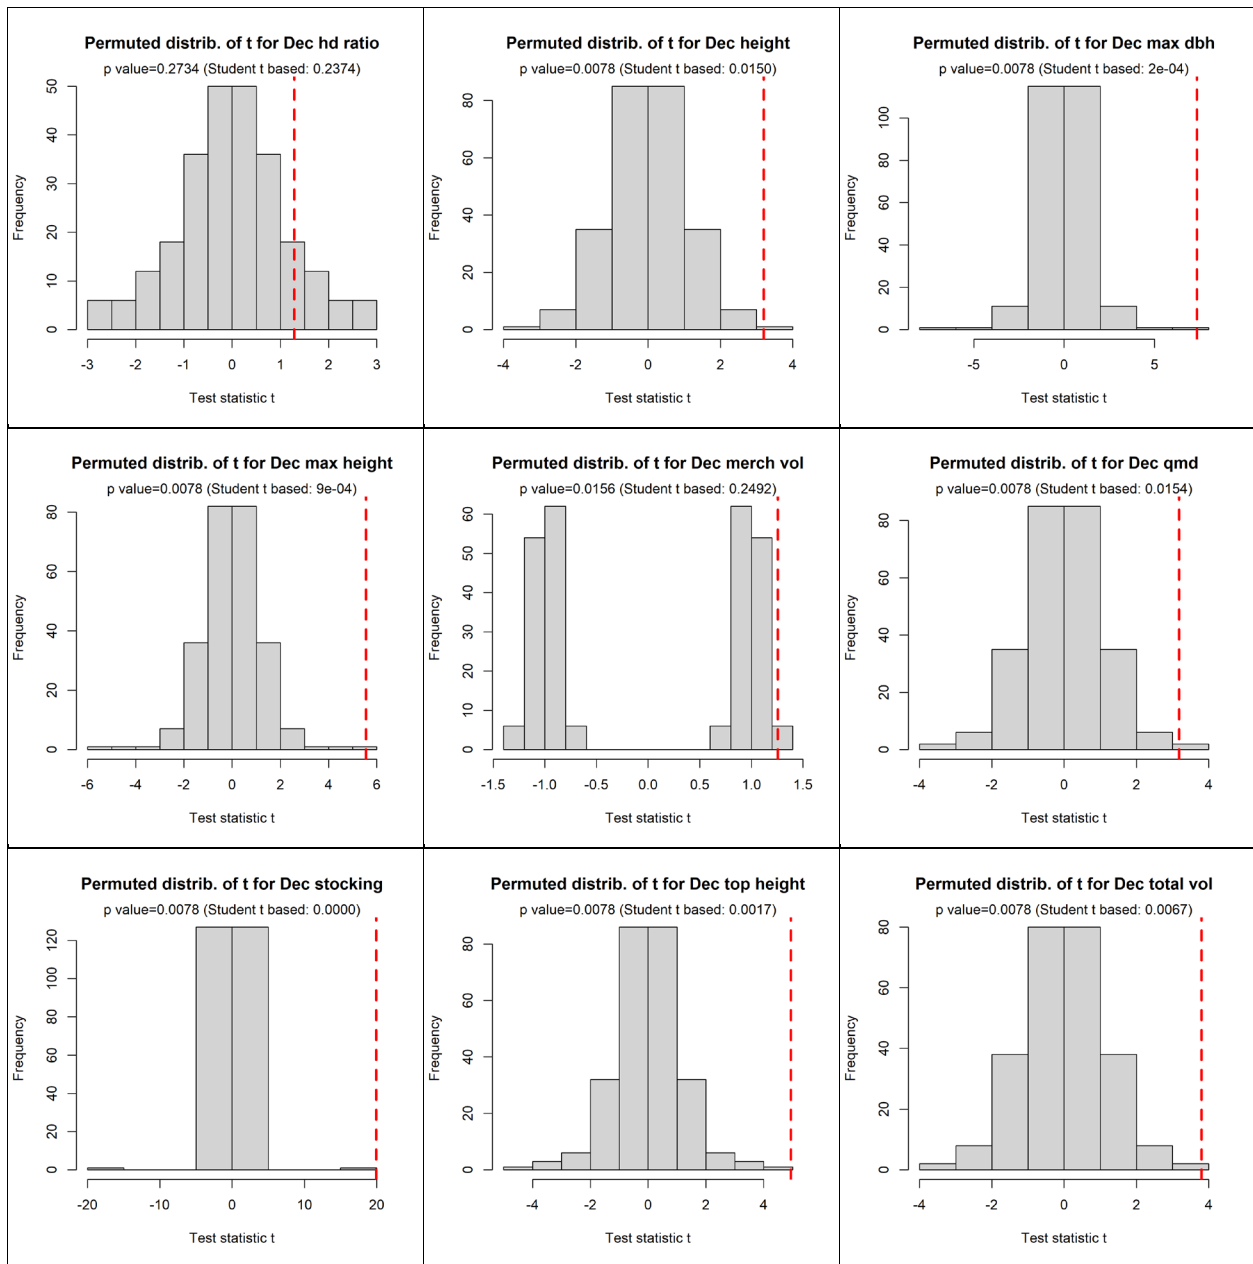 Permuted distrib. of t for Dec hd ratio
p value=0.2734 (Student t based: 0.2374)
50
40
30
20
10
0
Frequency
-3 -2 -1 0 1 2 3
Test statistic t
Permuted distrib. of t for Dec height
p value=0.0078 (Student t based: 0.0150)
80
60
40
20
0
Frequency
-4 -2 0 2 4
Test statistic t
Permuted distrib. of t for Dec max dbh
p value=0.0078 (Student t based: 2e-04)
100
80
60
40
20
0
Frequency
-5 0 5
Test statistic t
Permuted distrib. of t for Dec max height
p value=0.0078 (Student t based: 9e-04)
80
60
40
20
0
Frequency
-6 -4 -2 0 2 4 6
Test statistic t
Permuted distrib. of t for Dec merch vol
p value=0.0156 (Student t based: 0.2492)
60
50
40
30
20
10
0
Frequency
-1.5 -1.0 -0.5 0.0 0.5 1.0 1.5
Test statistic t
Permuted distrib. of t for Dec qmd
p value=0.0078 (Student t based: 0.0154)
80
60
40
20
0
Frequency
-4 -2 0 2 4
Test statistic t
Permuted distrib. of t for Dec stocking
p value=0.0078 (Student t based: 0.0000)
120
100
80
60
40
20
0
Frequency
-20 -10 0 10 20
Test statistic t
Permuted distrib. of t for Dec top height
p value=0.0078 (Student t based: 0.0017)
80
60
40
20
0
Frequency
-4 -2 0 2 4
Test statistic t
Permuted distrib. of t for Dec total vol
p value=0.0078 (Student t based: 0.0067)
80
60
40
20
0
Frequency
-4 -2 0 2 4
Test statistic t